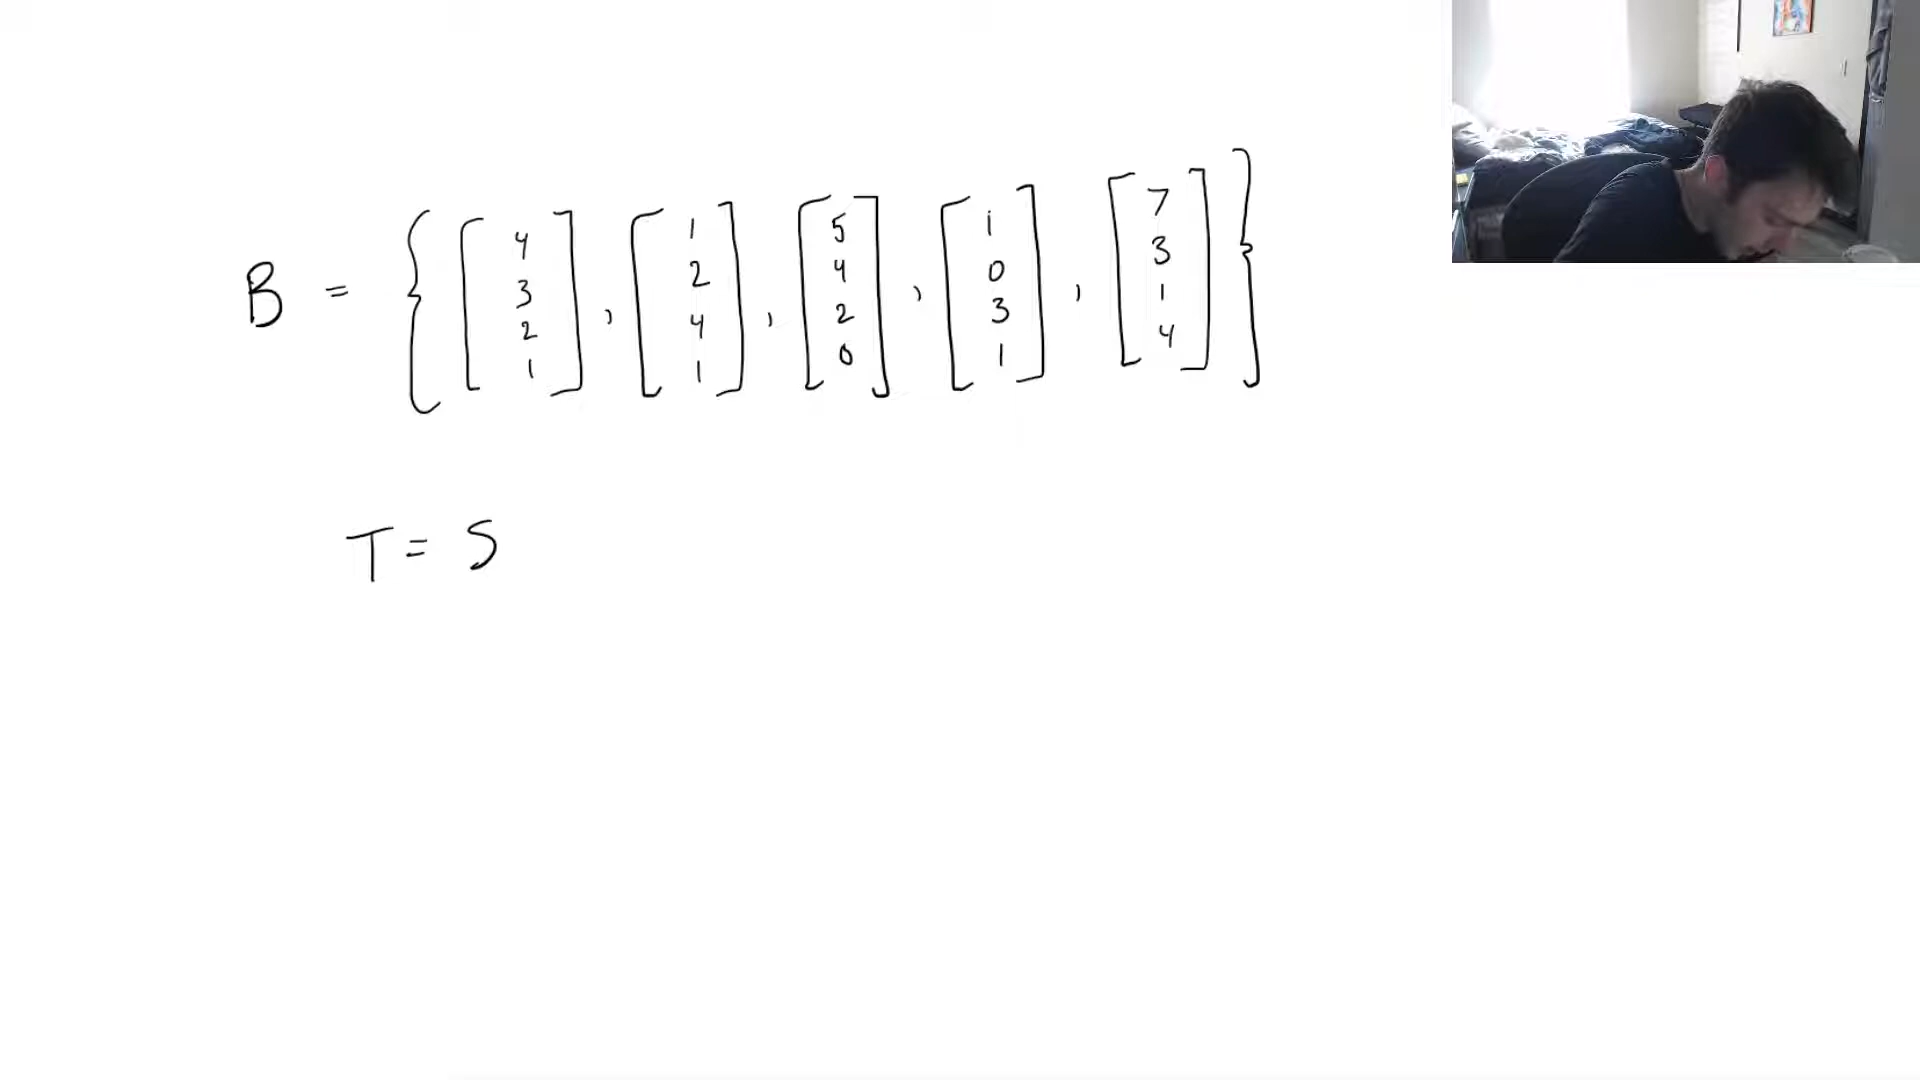 B = { [4 3 2 1], [1 2 4 1], [5 4 2 0], [1 0 3 1], [7 3 1 4] }
T = S